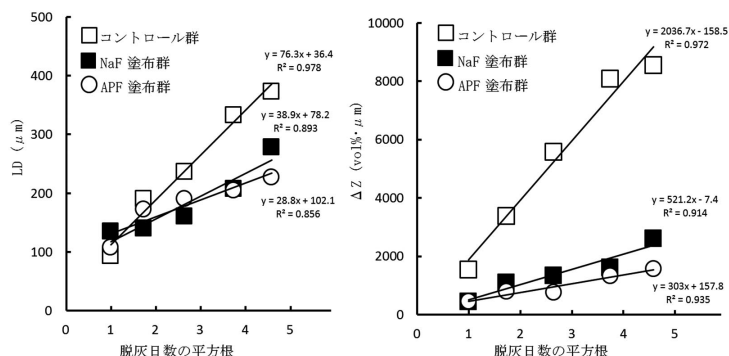 500
400
300
200
100
0
LD (μm)
コントロール群
NaF 塗布群
APF 塗布群
y = 76.3x + 36.4
R² = 0.978
y = 38.9x + 78.2
R² = 0.893
y = 28.8x + 102.1
R² = 0.856
0 1 2 3 4 5
脱灰日数の平方根
10000
8000
6000
4000
2000
0
ΔZ (vol%・μm)
コントロール群
NaF 塗布群
APF 塗布群
y = 2036.7x - 158.5
R² = 0.972
y = 521.2x - 7.4
R² = 0.914
y = 303x + 157.8
R² = 0.935
0 1 2 3 4 5
脱灰日数の平方根